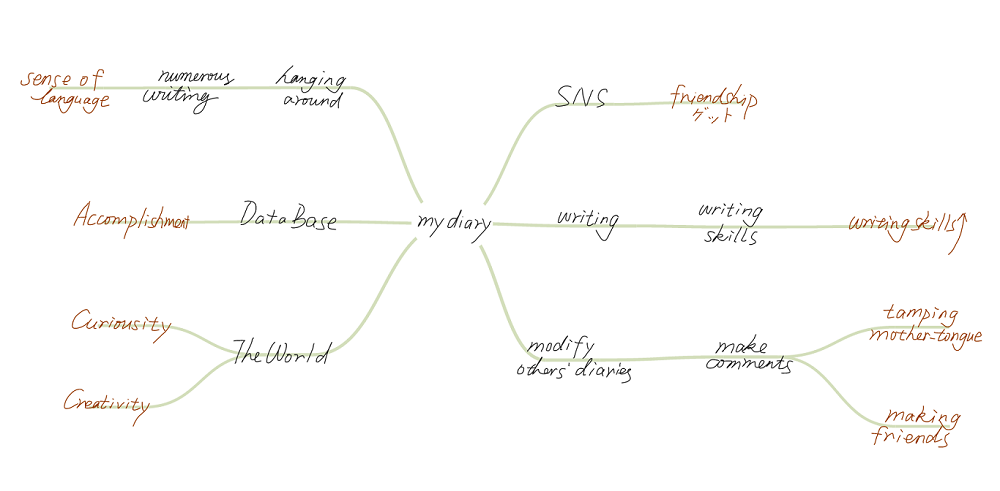 sense of
language
numerous
writing
hanging
around
SNS
friendship
ゲット
Accomplishment
DataBase
my diary
writing
writing
skills
writing skills↑
Curiousity
The World
Creativity
modify
others' diaries
make
comments
tamping
mother-tongue
making
friends